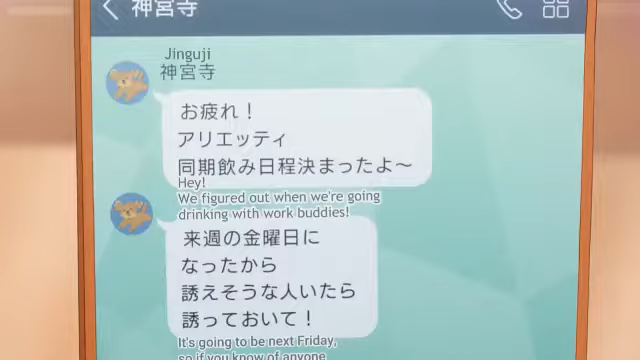 神宮寺
Jinguji
神宮寺
お疲れ！
アリエッティ
同期飲み日程決まったよ～
Hey!
We figured out when we're going
drinking with work buddies!
来週の金曜日に
なったから
誘えそうな人いたら
誘っておいて！
It's going to be next Friday,
so if you know of anyone